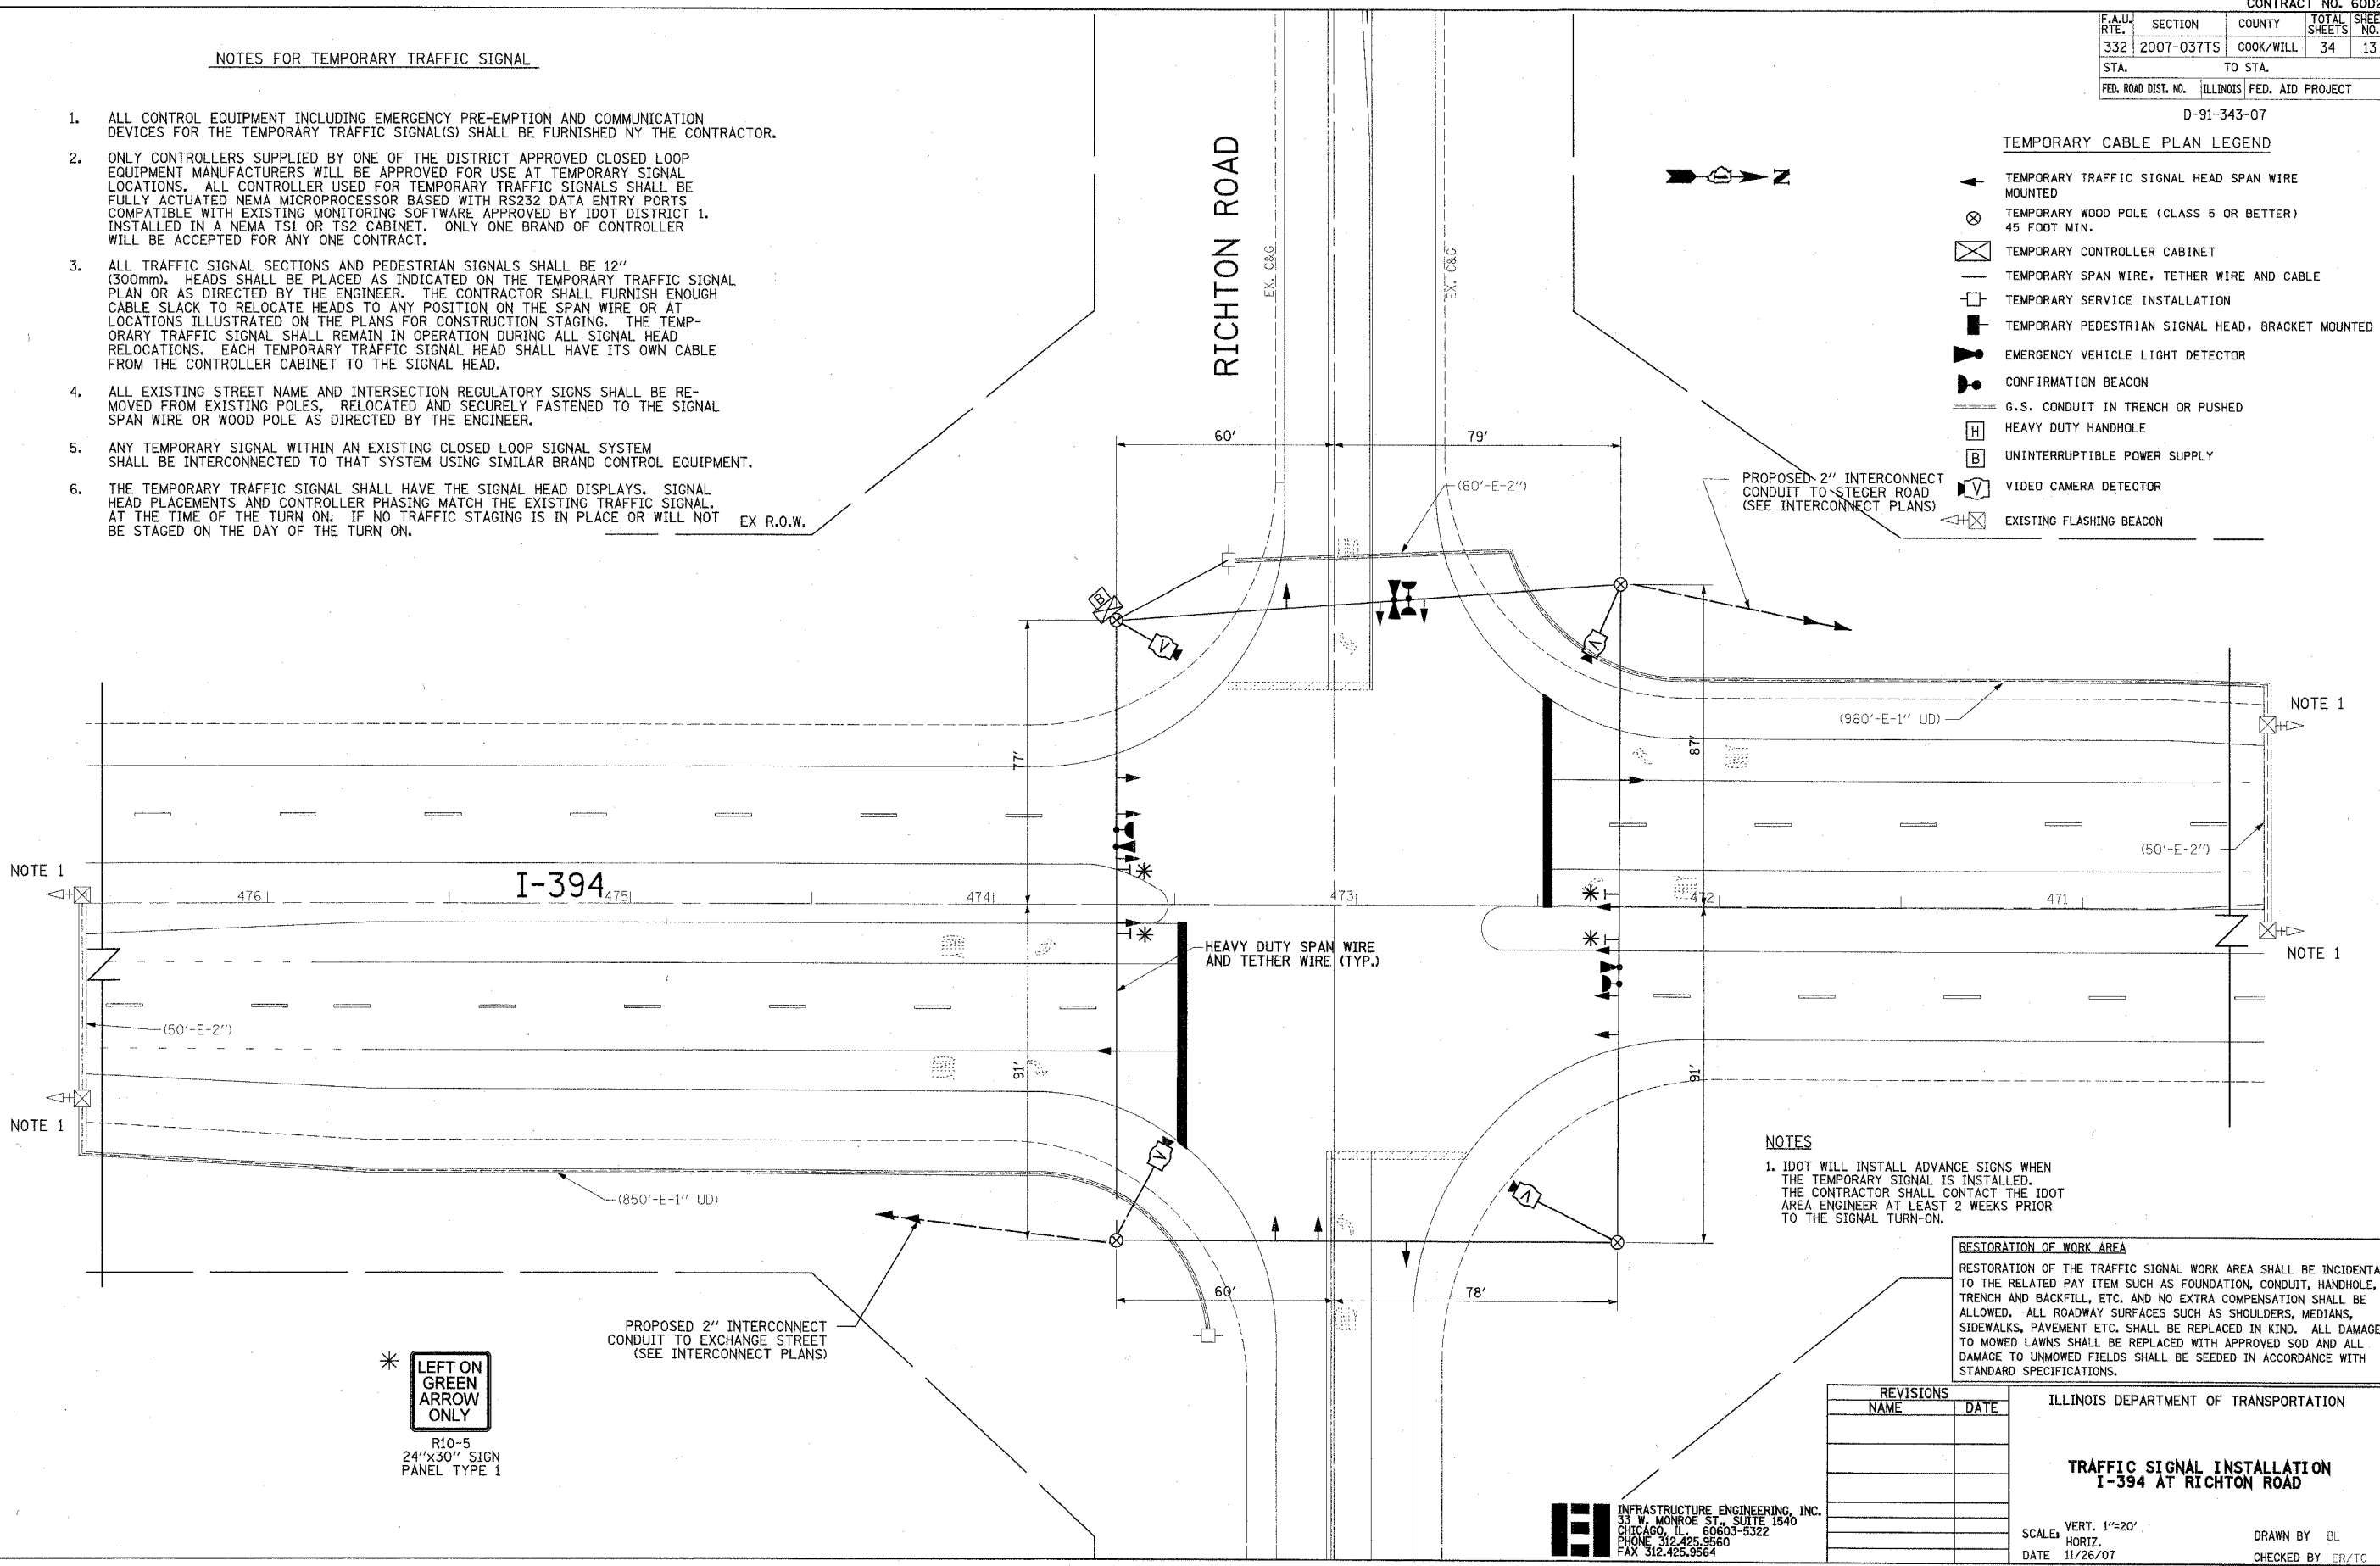 CONTRACT NO. 60D2
F.A.U. RTE. SECTION COUNTY TOTAL SHEETS SHEE NO.
332 2007-037TS COOK/WILL 34 13
STA. TO STA.
FED. ROAD DIST. NO. ILLINOIS FED. AID PROJECT
D-91-343-07
NOTES FOR TEMPORARY TRAFFIC SIGNAL
1. ALL CONTROL EQUIPMENT INCLUDING EMERGENCY PRE-EMPTION AND COMMUNICATION
DEVICES FOR THE TEMPORARY TRAFFIC SIGNAL(S) SHALL BE FURNISHED NY THE CONTRACTOR.
2. ONLY CONTROLLERS SUPPLIED BY ONE OF THE DISTRICT APPROVED CLOSED LOOP
EQUIPMENT MANUFACTURERS WILL BE APPROVED FOR USE AT TEMPORARY SIGNAL
LOCATIONS. ALL CONTROLLER USED FOR TEMPORARY TRAFFIC SIGNALS SHALL BE
FULLY ACTUATED NEMA MICROPROCESSOR BASED WITH RS232 DATA ENTRY PORTS
COMPATIBLE WITH EXISTING MONITORING SOFTWARE APPROVED BY IDOT DISTRICT 1.
INSTALLED IN A NEMA TS1 OR TS2 CABINET. ONLY ONE BRAND OF CONTROLLER
WILL BE ACCEPTED FOR ANY ONE CONTRACT.
3. ALL TRAFFIC SIGNAL SECTIONS AND PEDESTRIAN SIGNALS SHALL BE 12"
(300mm). HEADS SHALL BE PLACED AS INDICATED ON THE TEMPORARY TRAFFIC SIGNAL
PLAN OR AS DIRECTED BY THE ENGINEER. THE CONTRACTOR SHALL FURNISH ENOUGH
CABLE SLACK TO RELOCATE HEADS TO ANY POSITION ON THE SPAN WIRE OR AT
LOCATIONS ILLUSTRATED ON THE PLANS FOR CONSTRUCTION STAGING. THE TEMP-
ORARY TRAFFIC SIGNAL SHALL REMAIN IN OPERATION DURING ALL SIGNAL HEAD
RELOCATIONS. EACH TEMPORARY TRAFFIC SIGNAL HEAD SHALL HAVE ITS OWN CABLE
FROM THE CONTROLLER CABINET TO THE SIGNAL HEAD.
4. ALL EXISTING STREET NAME AND INTERSECTION REGULATORY SIGNS SHALL BE RE-
MOVED FROM EXISTING POLES, RELOCATED AND SECURELY FASTENED TO THE SIGNAL
SPAN WIRE OR WOOD POLE AS DIRECTED BY THE ENGINEER.
5. ANY TEMPORARY SIGNAL WITHIN AN EXISTING CLOSED LOOP SIGNAL SYSTEM
SHALL BE INTERCONNECTED TO THAT SYSTEM USING SIMILAR BRAND CONTROL EQUIPMENT.
6. THE TEMPORARY TRAFFIC SIGNAL SHALL HAVE THE SIGNAL HEAD DISPLAYS, SIGNAL
HEAD PLACEMENTS AND CONTROLLER PHASING MATCH THE EXISTING TRAFFIC SIGNAL.
AT THE TIME OF THE TURN ON. IF NO TRAFFIC STAGING IS IN PLACE OR WILL NOT
BE STAGED ON THE DAY OF THE TURN ON.
EX R.O.W.
RICHTON ROAD
EX. C&G
EX. C&G
N
TEMPORARY CABLE PLAN LEGEND
TEMPORARY TRAFFIC SIGNAL HEAD SPAN WIRE
MOUNTED
TEMPORARY WOOD POLE (CLASS 5 OR BETTER)
45 FOOT MIN.
TEMPORARY CONTROLLER CABINET
TEMPORARY SPAN WIRE, TETHER WIRE AND CABLE
TEMPORARY SERVICE INSTALLATION
TEMPORARY PEDESTRIAN SIGNAL HEAD, BRACKET MOUNTED
EMERGENCY VEHICLE LIGHT DETECTOR
CONFIRMATION BEACON
G.S. CONDUIT IN TRENCH OR PUSHED
H HEAVY DUTY HANDHOLE
B UNINTERRUPTIBLE POWER SUPPLY
V VIDEO CAMERA DETECTOR
EXISTING FLASHING BEACON
60' 79'
(60'-E-2")
PROPOSED 2" INTERCONNECT
CONDUIT TO STEGER ROAD
(SEE INTERCONNECT PLANS)
B
V
V
NOTE 1
(960'-E-1" UD)
77'
87'
(50'-E-2")
NOTE 1
I-394
476 475 474 473 472 471
NOTE 1
HEAVY DUTY SPAN WIRE
AND TETHER WIRE (TYP.)
(50'-E-2")
91'
91'
NOTE 1
V
V
(850'-E-1" UD)
60' 78'
PROPOSED 2" INTERCONNECT
CONDUIT TO EXCHANGE STREET
(SEE INTERCONNECT PLANS)
LEFT ON
GREEN
ARROW
ONLY
R10-5
24"x30" SIGN
PANEL TYPE 1
NOTES
1. IDOT WILL INSTALL ADVANCE SIGNS WHEN
THE TEMPORARY SIGNAL IS INSTALLED.
THE CONTRACTOR SHALL CONTACT THE IDOT
AREA ENGINEER AT LEAST 2 WEEKS PRIOR
TO THE SIGNAL TURN-ON.
RESTORATION OF WORK AREA
RESTORATION OF THE TRAFFIC SIGNAL WORK AREA SHALL BE INCIDENTA
TO THE RELATED PAY ITEM SUCH AS FOUNDATION, CONDUIT, HANDHOLE,
TRENCH AND BACKFILL, ETC. AND NO EXTRA COMPENSATION SHALL BE
ALLOWED. ALL ROADWAY SURFACES SUCH AS SHOULDERS, MEDIANS,
SIDEWALKS, PAVEMENT ETC. SHALL BE REPLACED IN KIND. ALL DAMAGE
TO MOWED LAWNS SHALL BE REPLACED WITH APPROVED SOD AND ALL
DAMAGE TO UNMOWED FIELDS SHALL BE SEEDED IN ACCORDANCE WITH
STANDARD SPECIFICATIONS.
REVISIONS
NAME DATE
ILLINOIS DEPARTMENT OF TRANSPORTATION
TRAFFIC SIGNAL INSTALLATION
I-394 AT RICHTON ROAD
SCALE: VERT. 1"=20'
HORIZ.
DATE 11/26/07
DRAWN BY BL
CHECKED BY ER/TC
INFRASTRUCTURE ENGINEERING, INC.
33 W. MONROE ST., SUITE 1540
CHICAGO, IL. 60603-5322
PHONE 312.425.9560
FAX 312.425.9564